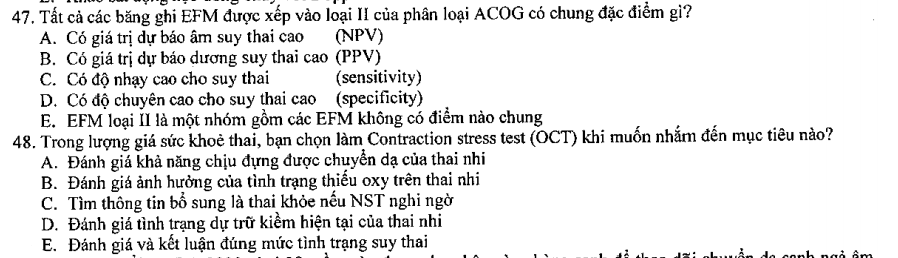 47. Tất cả các băng ghi EFM được xếp vào loại II của phân loại ACOG có chung đặc điểm gì?
A. Có giá trị dự báo âm suy thai cao (NPV)
B. Có giá trị dự báo dương suy thai cao (PPV)
C. Có độ nhạy cao cho suy thai (sensitivity)
D. Có độ chuyên cao cho suy thai cao (specificity)
E. EFM loại II là một nhóm gồm các EFM không có điểm nào chung
48. Trong lượng giá sức khoẻ thai, bạn chọn làm Contraction stress test (OCT) khi muốn nhắm đến mục tiêu nào?
A. Đánh giá khả năng chịu đựng được chuyển dạ của thai nhi
B. Đánh giá ảnh hưởng của tình trạng thiếu oxy trên thai nhi
C. Tìm thông tin bổ sung là thai khỏe nếu NST nghi ngờ
D. Đánh giá tình trạng dự trữ kiềm hiện tại của thai nhi
E. Đánh giá và kết luận đúng mức tình trạng suy thai